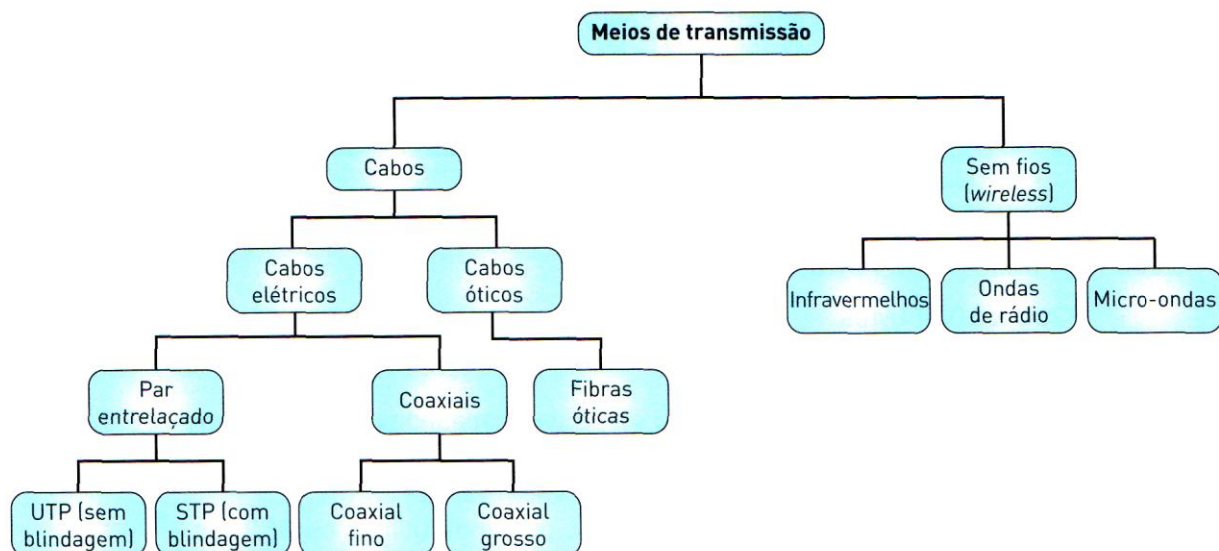 Meios de transmissão
Cabos
Sem fios
(wireless)
Cabos
elétricos
Cabos
óticos
Infravermelhos
Ondas
de rádio
Micro-ondas
Par
entrelaçado
Coaxiais
Fibras
óticas
UTP (sem
blindagem)
STP (com
blindagem)
Coaxial
fino
Coaxial
grosso